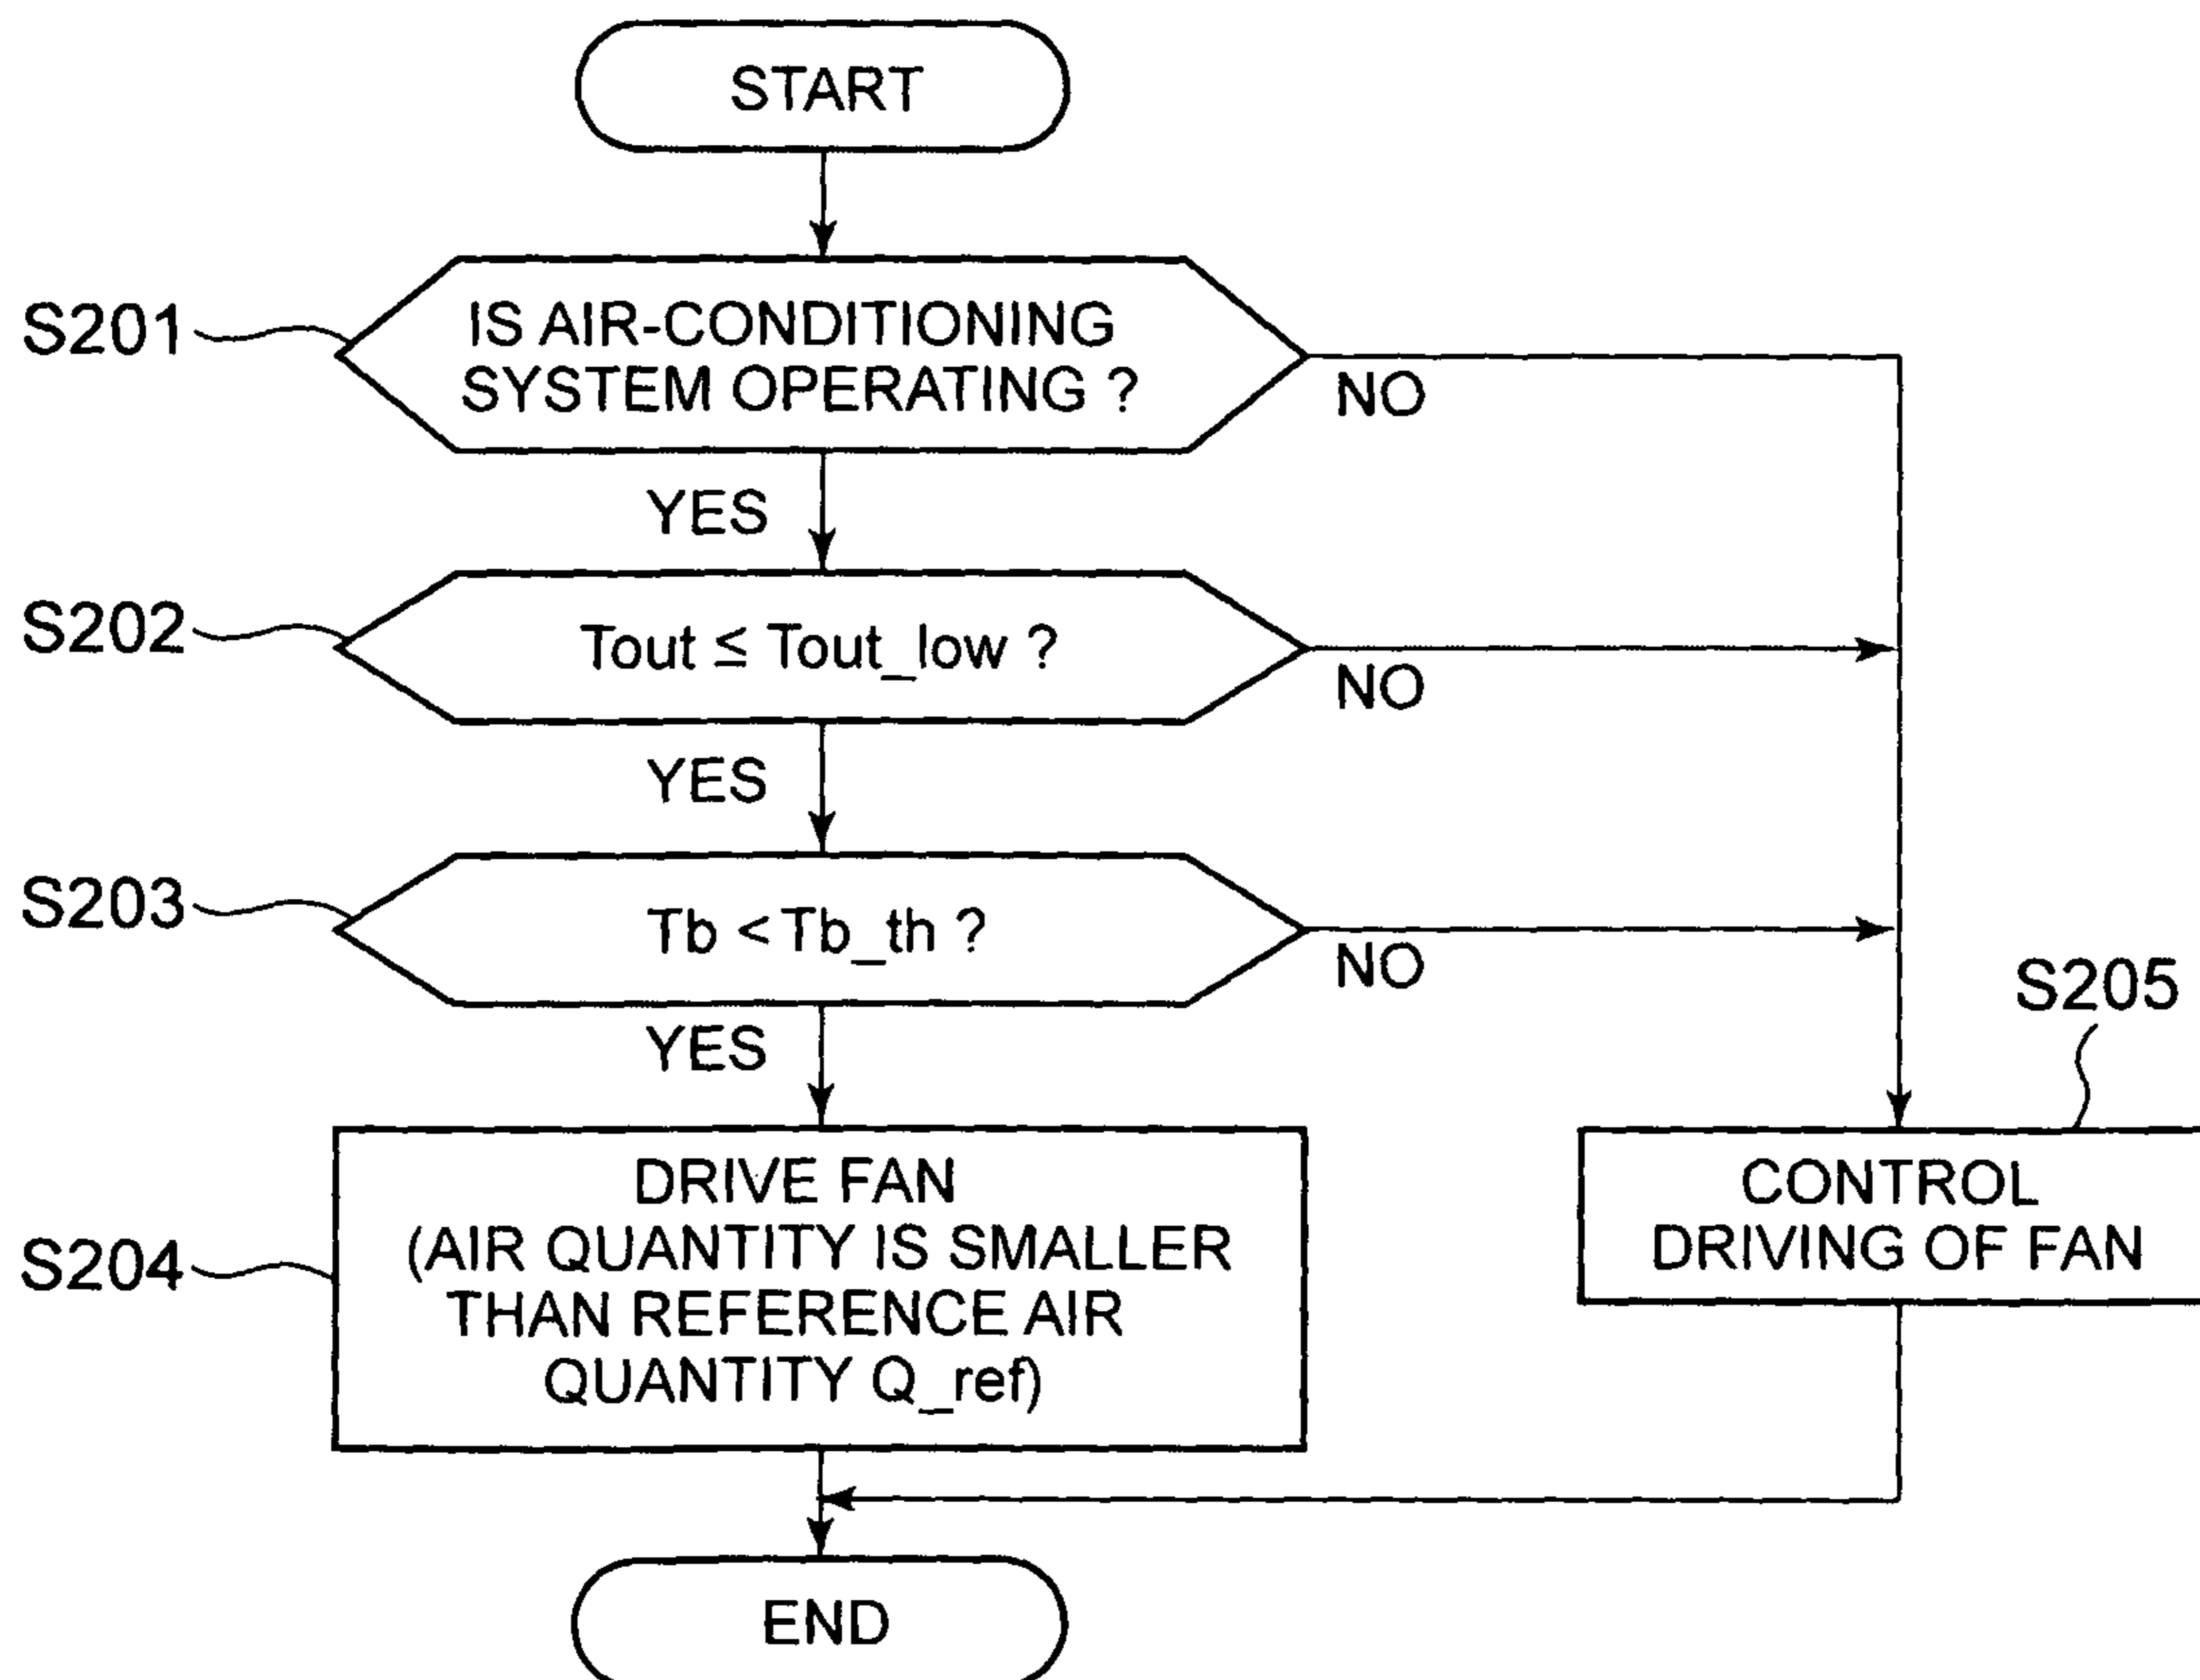 START
S201
IS AIR-CONDITIONING
SYSTEM OPERATING ?
NO
YES
S202
Tout ≤ Tout_low ?
NO
YES
S203
Tb < Tb_th ?
NO
YES
S204
DRIVE FAN
(AIR QUANTITY IS SMALLER
THAN REFERENCE AIR
QUANTITY Q_ref)
S205
CONTROL
DRIVING OF FAN
END